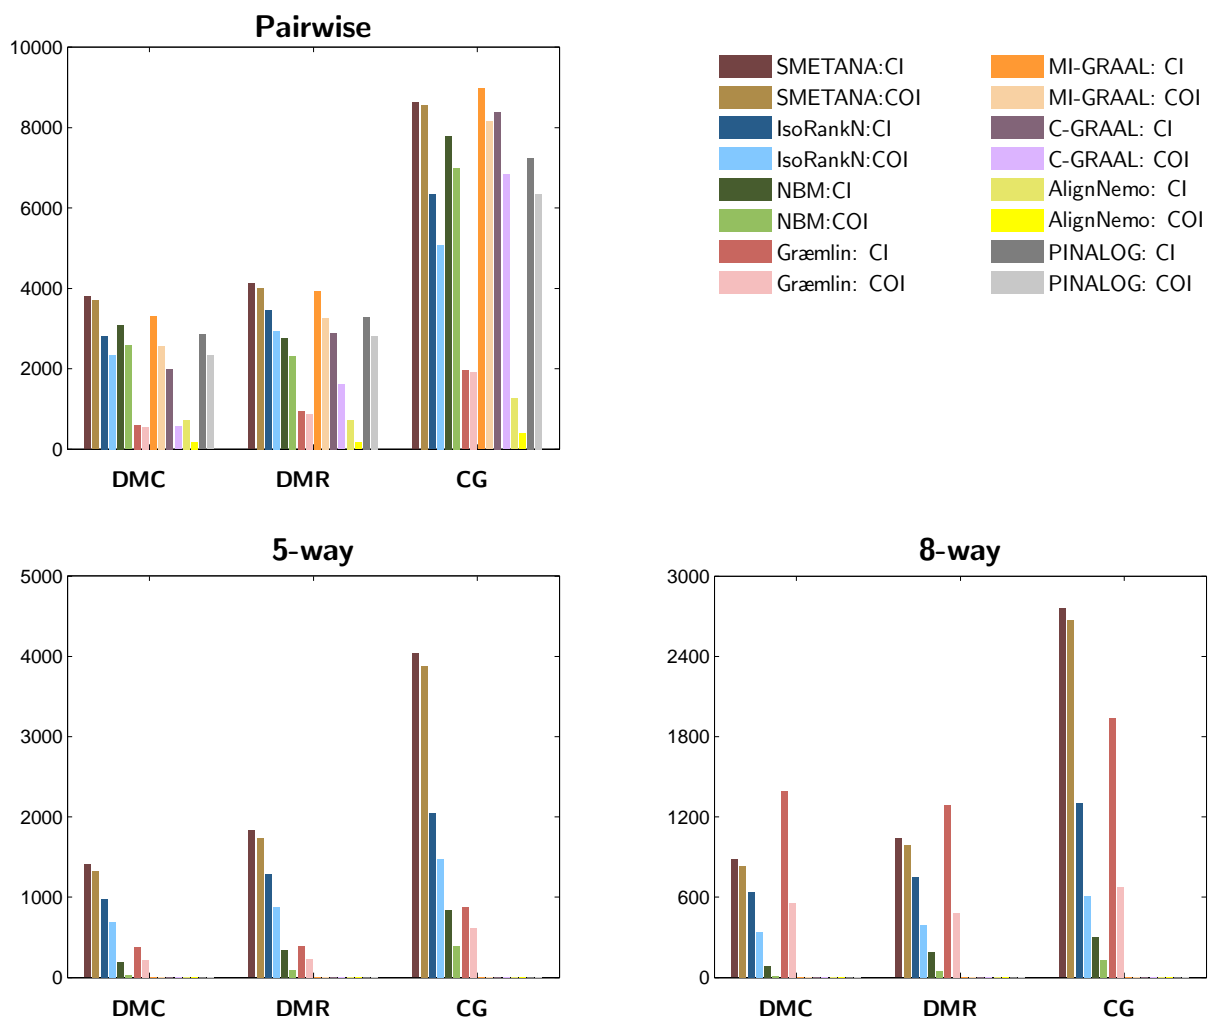 Pairwise
10000
8000
6000
4000
2000
0
DMC DMR CG
SMETANA:CI
SMETANA:COI
IsoRankN:CI
IsoRankN:COI
NBM:CI
NBM:COI
Græmlin: CI
Græmlin: COI
MI-GRAAL: CI
MI-GRAAL: COI
C-GRAAL: CI
C-GRAAL: COI
AlignNemo: CI
AlignNemo: COI
PINALOG: CI
PINALOG: COI
5-way
5000
4000
3000
2000
1000
0
DMC DMR CG
8-way
3000
2400
1800
1200
600
0
DMC DMR CG